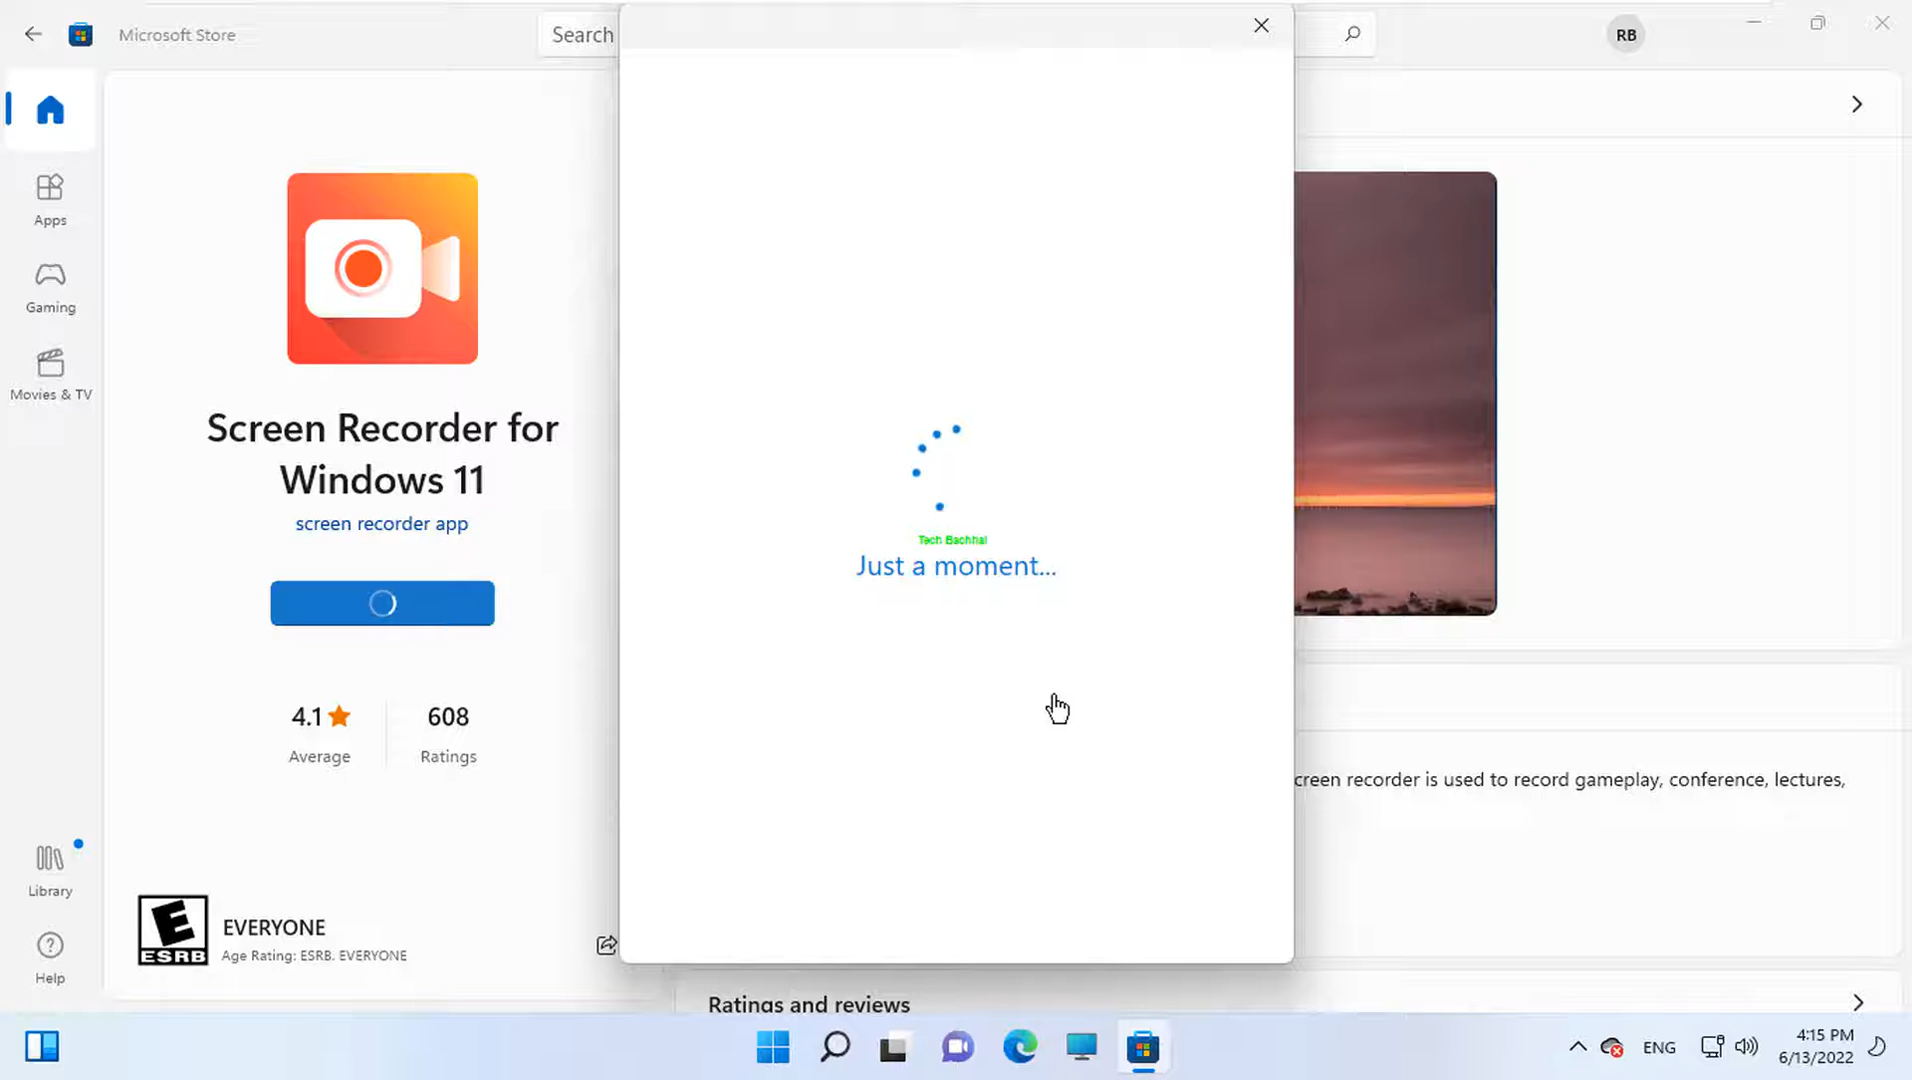 Microsoft Store
Search
RB
Apps
Gaming
Movies & TV
Screen Recorder for
Windows 11
screen recorder app
4.1
608
Average
Ratings
E
ESRB
EVERYONE
Age Rating: ESRB. EVERYONE
Library
Help
Tech Bachhal
Just a moment...
creen recorder is used to record gameplay, conference, lectures,
Ratings and reviews
ENG
4:15 PM
6/13/2022